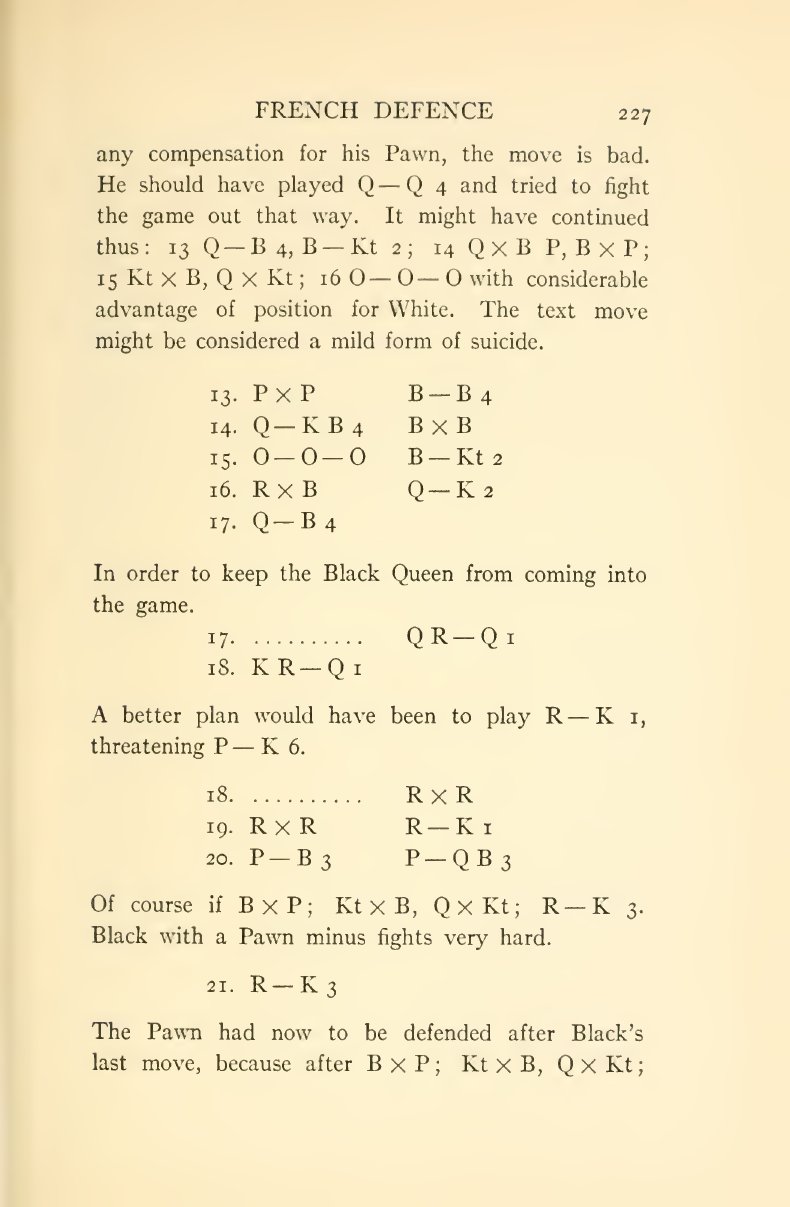 FRENCH DEFENCE 227
any compensation for his Pawn, the move is bad.
He should have played Q—Q 4 and tried to fight
the game out that way. It might have continued
thus: 13 Q—B 4, B—Kt 2; 14 Q × B P, B × P;
15 Kt × B, Q × Kt; 16 O—O—O with considerable
advantage of position for White. The text move
might be considered a mild form of suicide.
13. P × P B—B 4
14. Q—K B 4 B × B
15. O—O—O B—Kt 2
16. R × B Q—K 2
17. Q—B 4
In order to keep the Black Queen from coming into
the game.
17. .......... Q R—Q 1
18. K R—Q 1
A better plan would have been to play R—K 1,
threatening P—K 6.
18. .......... R × R
19. R × R R—K 1
20. P—B 3 P—Q B 3
Of course if B × P; Kt × B, Q × Kt; R—K 3.
Black with a Pawn minus fights very hard.
21. R—K 3
The Pawn had now to be defended after Black's
last move, because after B × P; Kt × B, Q × Kt;